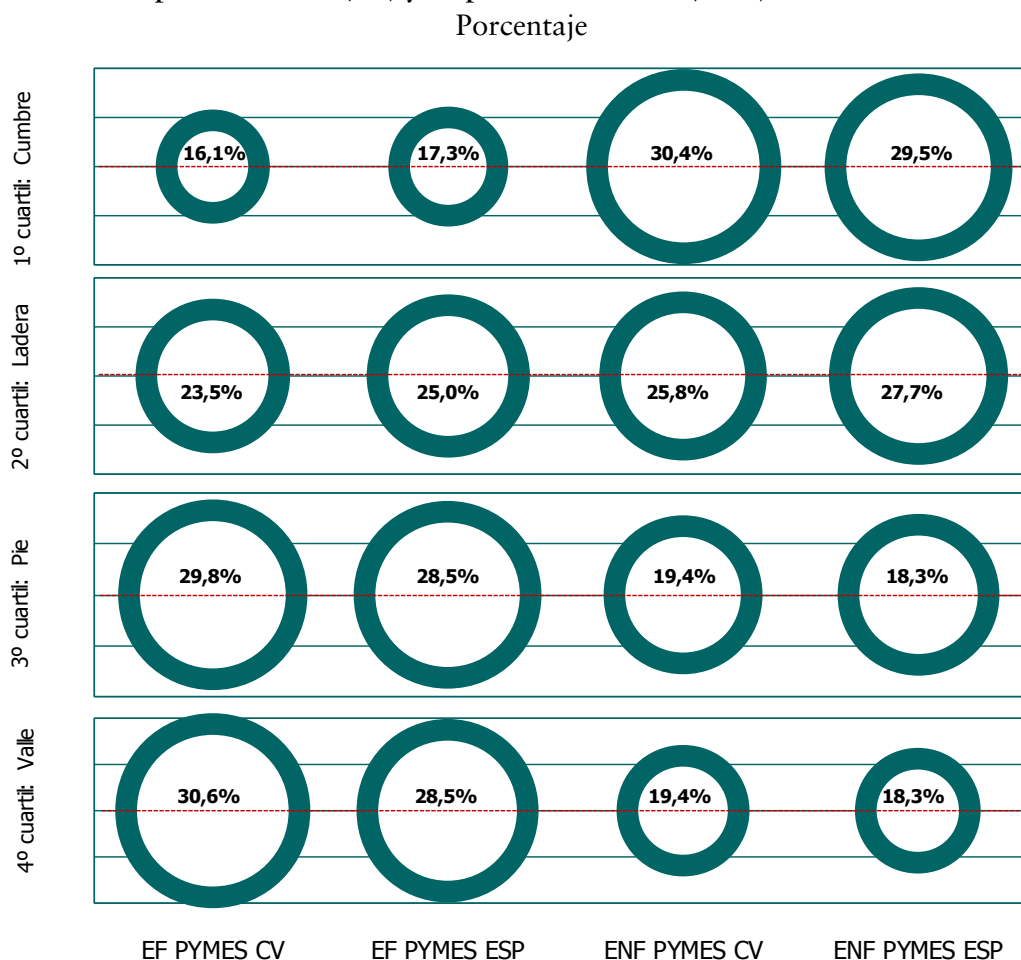 Porcentaje
1º cuartil: Cumbre
16,1%
17,3%
30,4%
29,5%
2º cuartil: Ladera
23,5%
25,0%
25,8%
27,7%
3º cuartil: Pie
29,8%
28,5%
19,4%
18,3%
4º cuartil: Valle
30,6%
28,5%
19,4%
18,3%
EF PYMES CV
EF PYMES ESP
ENF PYMES CV
ENF PYMES ESP